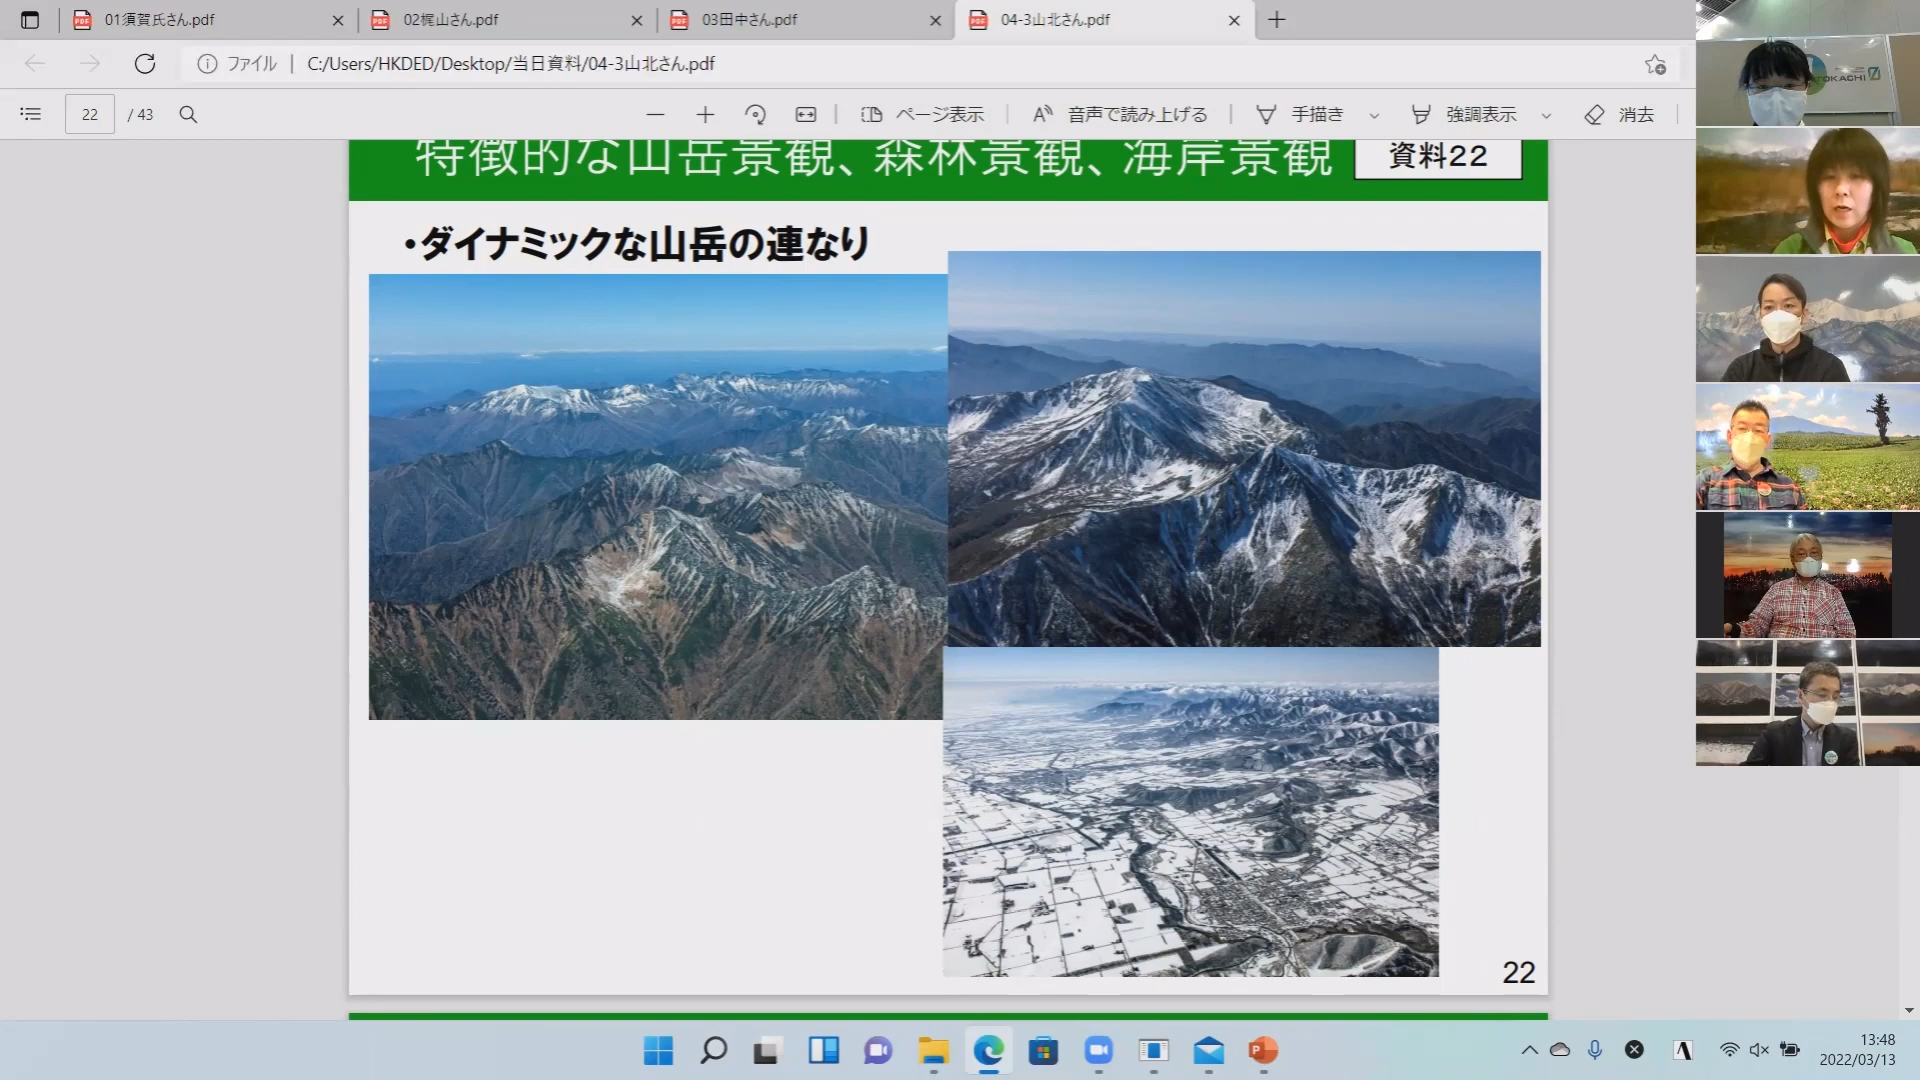 01須賀氏さん.pdf
02梶山さん.pdf
03田中さん.pdf
04-3山北さん.pdf
ファイル | C:/Users/HKDED/Desktop/当日資料/04-3山北さん.pdf
22 / 43
ページ表示
音声で読み上げる
手描き
強調表示
消去
特徴的な山岳景観、森林景観、海岸景観
資料22
・ダイナミックな山岳の連なり
22
TOKACHI
A
13:48
2022/03/13